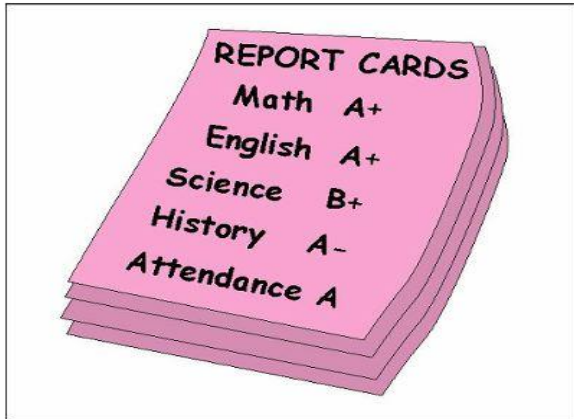 REPORT CARDS
Math A+
English A+
Science B+
History A-
Attendance A